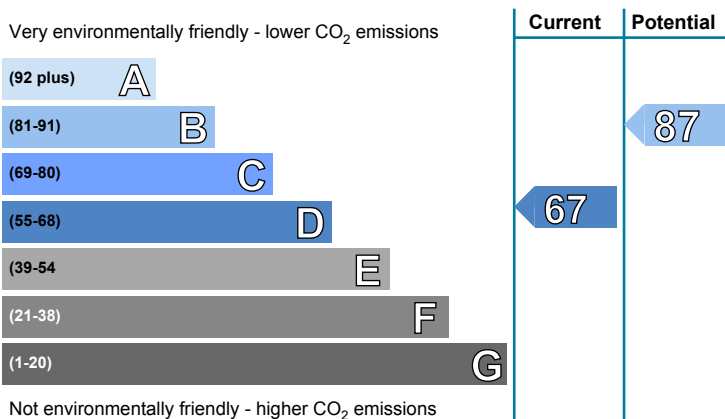 Current Potential
Very environmentally friendly - lower CO2 emissions
(92 plus) A
(81-91) B 87
(69-80) C
(55-68) D 67
(39-54 E
(21-38) F
(1-20) G
Not environmentally friendly - higher CO2 emissions